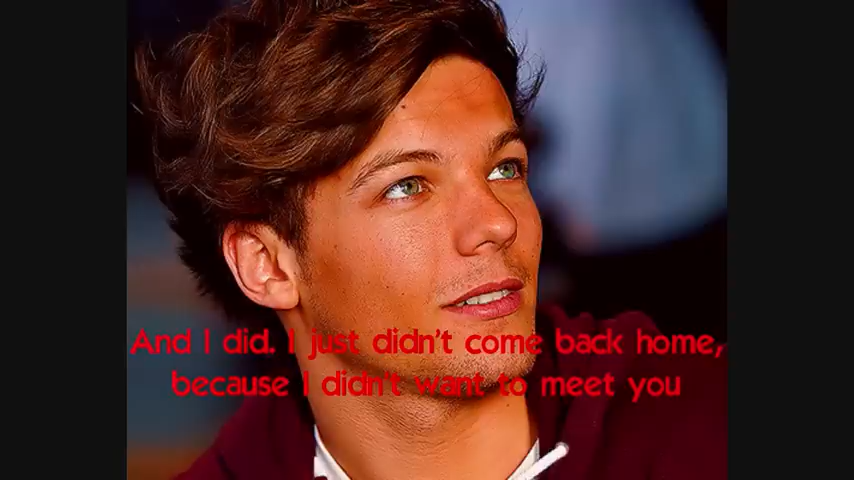 And I did. I just didn't come back home,
because I didn't want to meet you